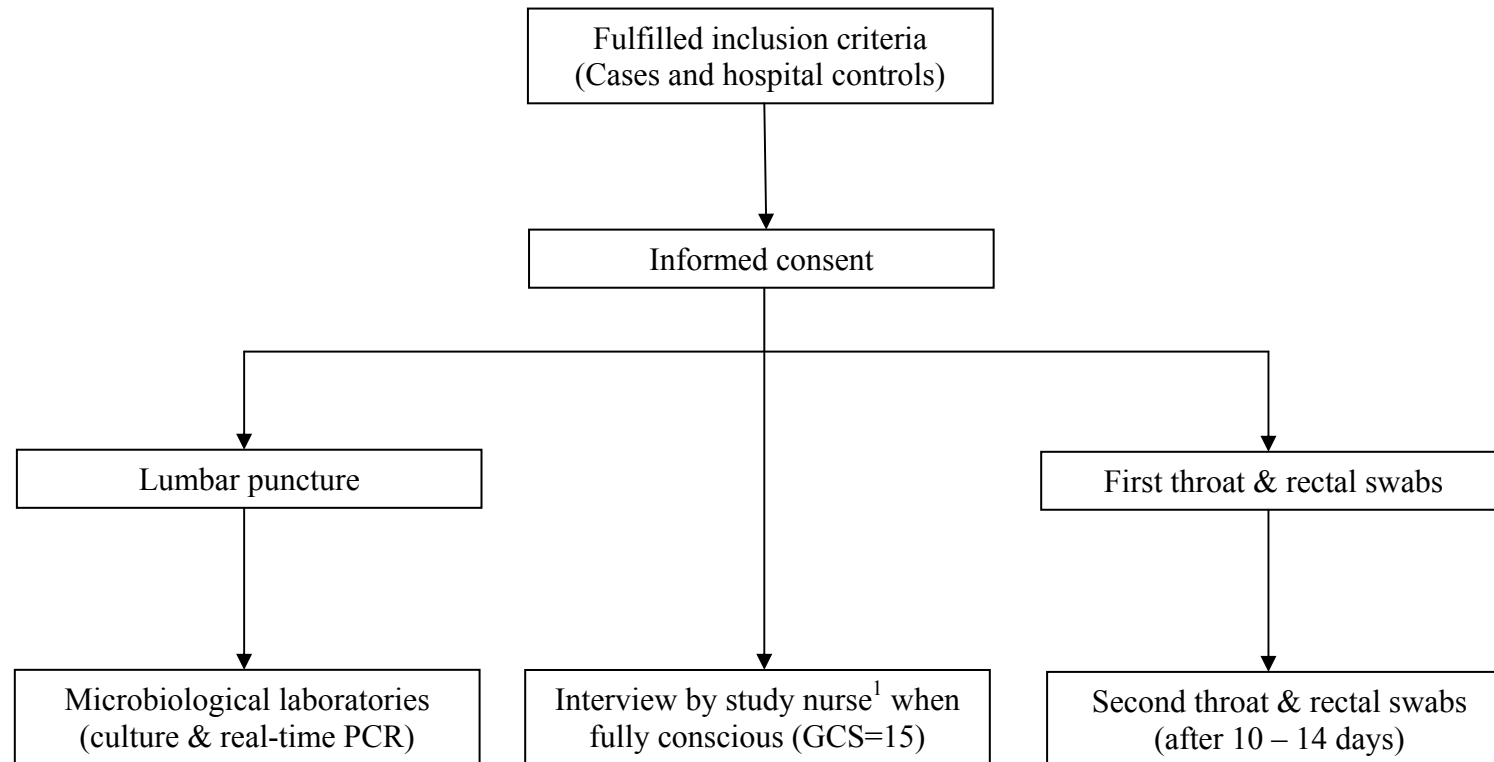 Fulfilled inclusion criteria
(Cases and hospital controls)
Informed consent
Lumbar puncture
First throat & rectal swabs
Microbiological laboratories
(culture & real-time PCR)
Interview by study nurse¹ when
fully conscious (GCS=15)
Second throat & rectal swabs
(after 10 – 14 days)